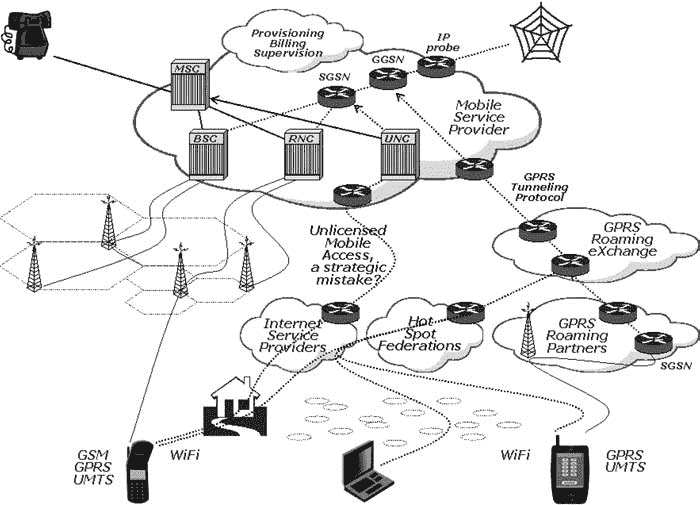 Provisioning
Billing
Supervision
IP
probe
GGSN
SGSN
MSC
BSC
RNC
UNC
Mobile
Service
Provider
GPRS
Tunneling
Protocol
Unlicensed
Mobile
Access,
a strategic
mistake?
GPRS
Roaming
eXchange
Internet
Service
Providers
Hot
Spot
Federations
GPRS
Roaming
Partners
SGSN
GSM
GPRS
UMTS
WiFi
WiFi
GPRS
UMTS